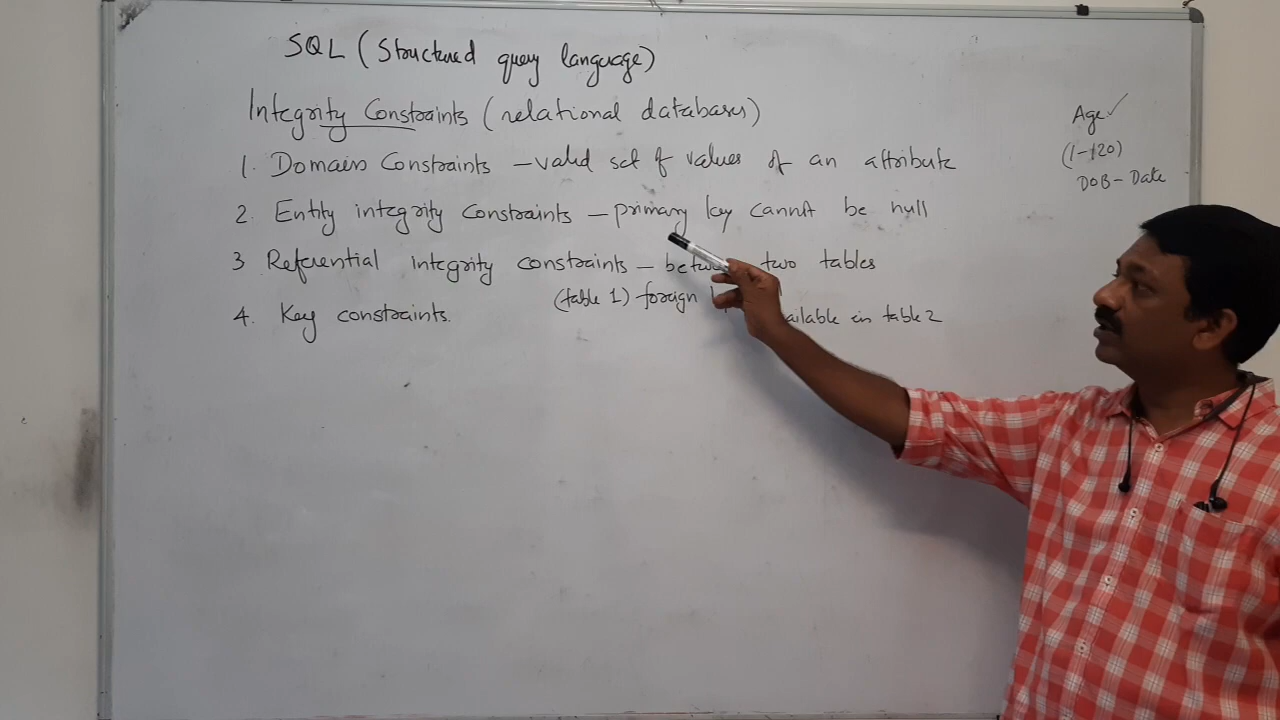 SQL (Structured query language)
Integrity Constraints (relational databases)
1. Domain Constraints - valid set of values of an attribute
2. Entity integrity Constraints - primary key cannot be null
3 Referential integrity constraints - two tables
(table 1) foreign in table 2
4. Key constraints.
Age ✓
(1-120)
DOB - Date